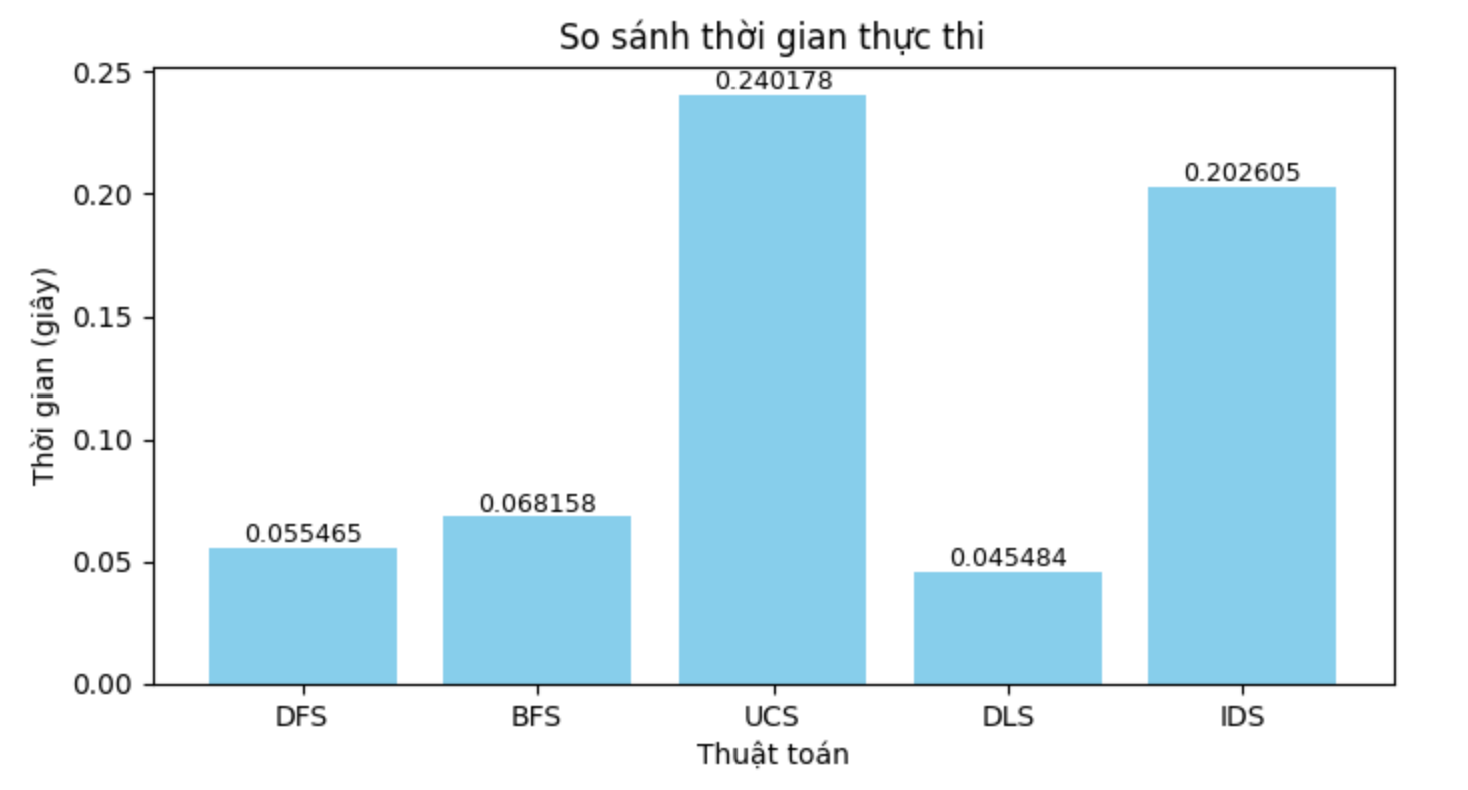 So sánh thời gian thực thi
0.25
0.20
0.15
0.10
0.05
0.00
Thời gian (giây)
0.055465
0.068158
0.240178
0.045484
0.202605
DFS BFS UCS DLS IDS
Thuật toán